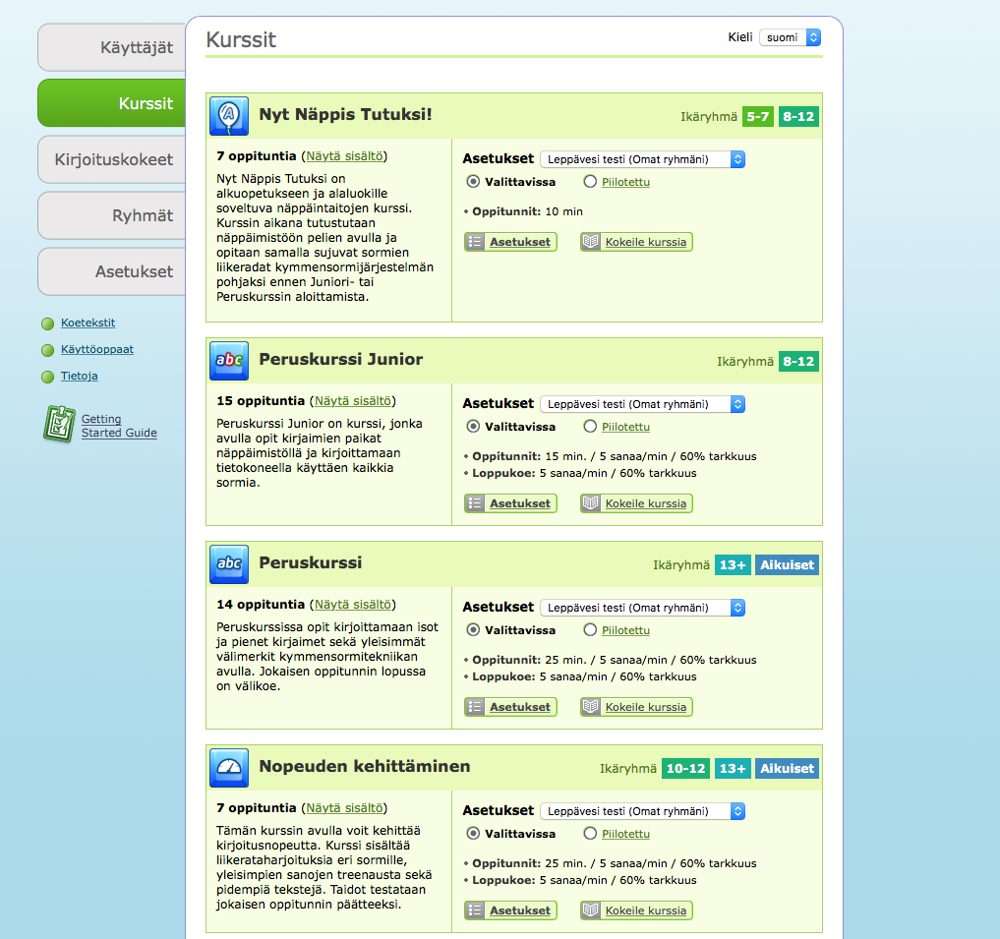 Käyttäjät
Kurssit
Kirjoituskokeet
Ryhmät
Asetukset
Koetekstit
Käyttöoppaat
Tietoja
Getting
Started Guide
Kurssit
Kieli suomi
Nyt Näppis Tutuksi!
Ikäryhmä 5-7 8-12
7 oppituntia (Näytä sisältö)
Nyt Näppis Tutuksi on
alkuopetukseen ja alaluokille
soveltuva näppäintaitojen kurssi.
Kurssin aikana tutustutaan
näppäimistöön pelien avulla ja
opitaan samalla sujuvat sormien
liikeradat kymmensormijärjestelmän
pohjaksi ennen Juniori- tai
Peruskurssin aloittamista.
Asetukset Leppävesi testi (Omat ryhmäni)
Valittavissa Piilotettu
• Oppitunnit: 10 min
Asetukset Kokeile kurssia
abc
Peruskurssi Junior
Ikäryhmä 8-12
15 oppituntia (Näytä sisältö)
Peruskurssi Junior on kurssi, jonka
avulla opit kirjaimien paikat
näppäimistöllä ja kirjoittamaan
tietokoneella käyttäen kaikkia
sormia.
Asetukset Leppävesi testi (Omat ryhmäni)
Valittavissa Piilotettu
• Oppitunnit: 15 min. / 5 sanaa/min / 60% tarkkuus
• Loppukoe: 5 sanaa/min / 60% tarkkuus
Asetukset Kokeile kurssia
abc
Peruskurssi
Ikäryhmä 13+ Aikuiset
14 oppituntia (Näytä sisältö)
Peruskurssissa opit kirjoittamaan isot
ja pienet kirjaimet sekä yleisimmät
välimerkit kymmensormitekniikan
avulla. Jokaisen oppitunnin lopussa
on välikoe.
Asetukset Leppävesi testi (Omat ryhmäni)
Valittavissa Piilotettu
• Oppitunnit: 25 min. / 5 sanaa/min / 60% tarkkuus
• Loppukoe: 5 sanaa/min / 60% tarkkuus
Asetukset Kokeile kurssia
Nopeuden kehittäminen
Ikäryhmä 10-12 13+ Aikuiset
7 oppituntia (Näytä sisältö)
Tämän kurssin avulla voit kehittää
kirjoitusnopeutta. Kurssi sisältää
liikerataharjoituksia eri sormille,
yleisimpien sanojen treenausta sekä
pidempiä tekstejä. Taidot testataan
jokaisen oppitunnin päätteeksi.
Asetukset Leppävesi testi (Omat ryhmäni)
Valittavissa Piilotettu
• Oppitunnit: 25 min. / 5 sanaa/min / 60% tarkkuus
• Loppukoe: 5 sanaa/min / 60% tarkkuus
Asetukset Kokeile kurssia